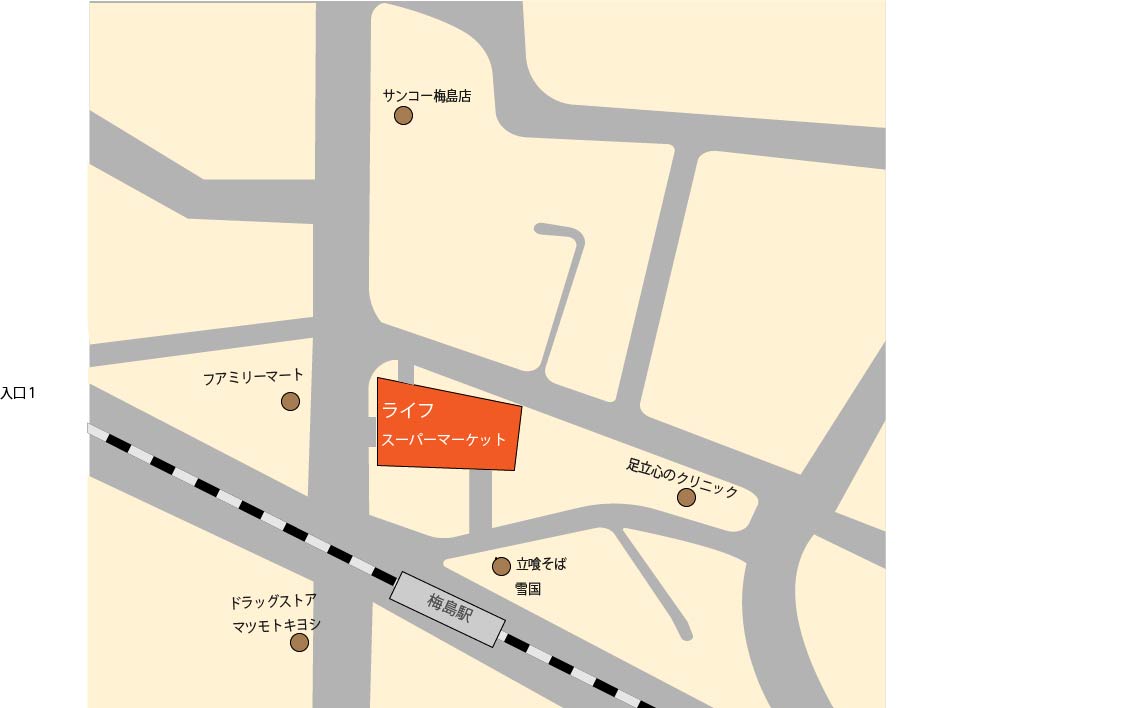 サンコー梅島店
フアミリーマート
入口1
ライフ
スーパーマーケット
足立心のクリニック
立喰そば
雪国
ドラッグストア
マツモトキヨシ
梅島駅